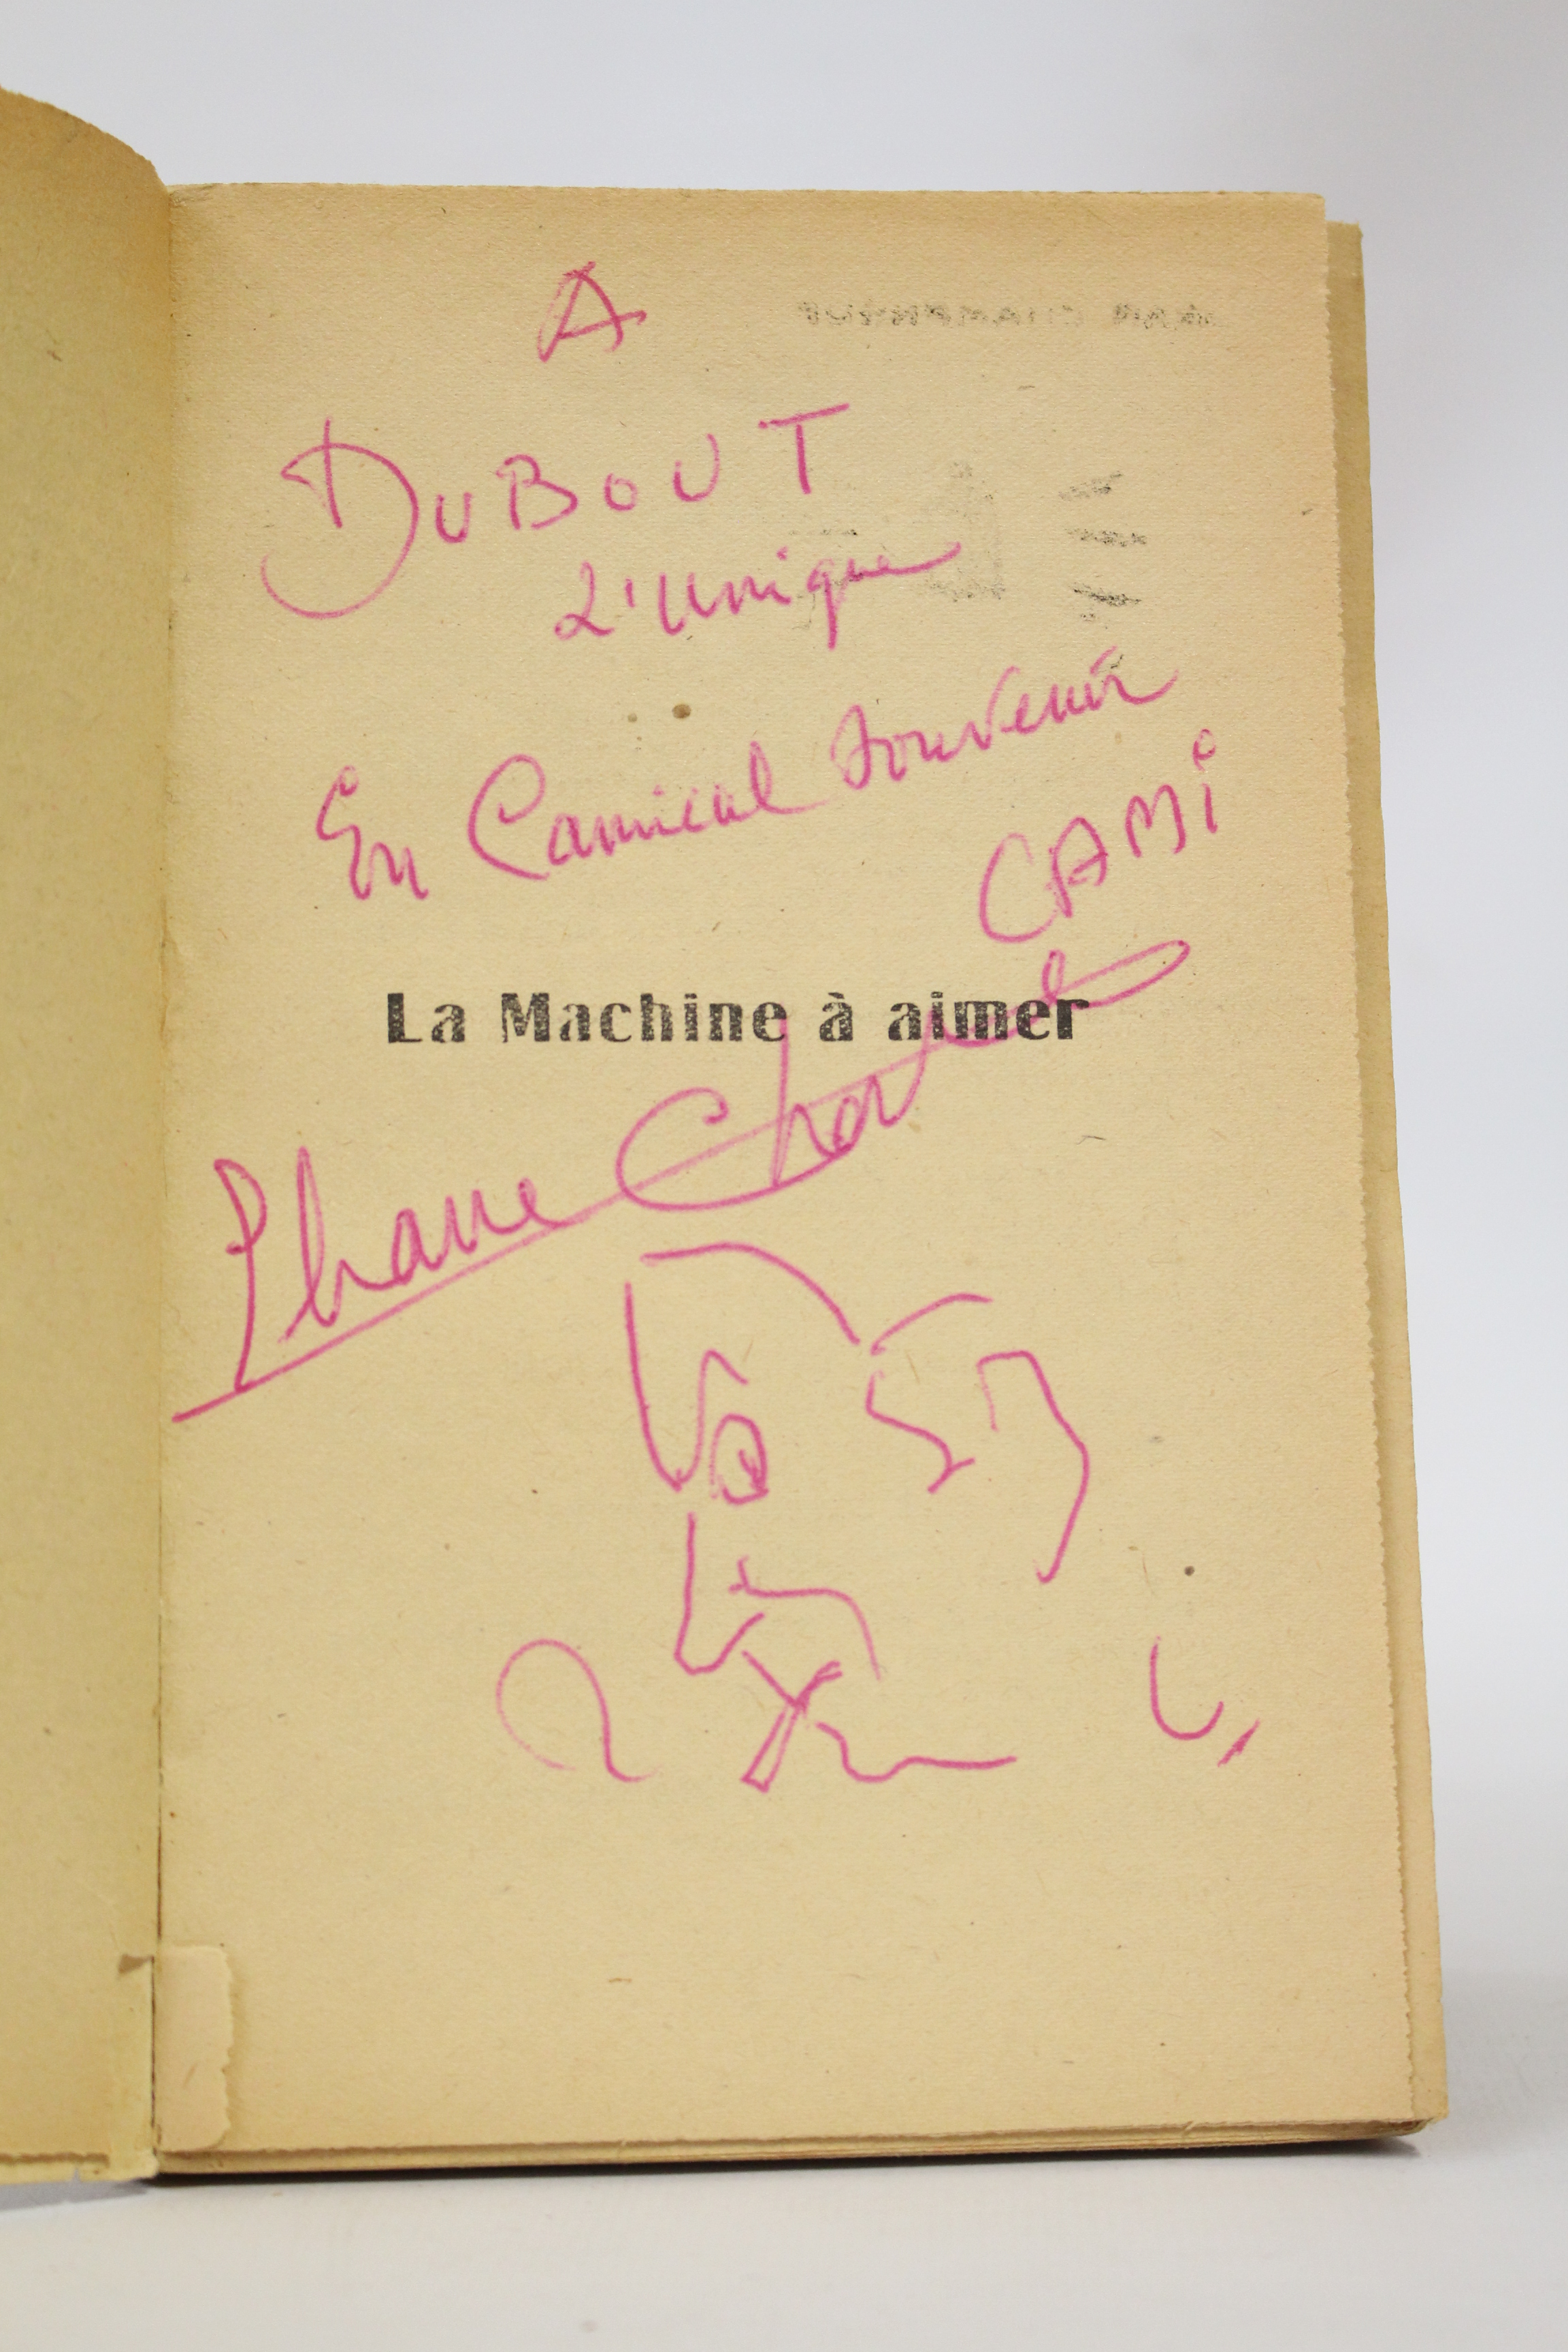 A
DUBOUT
L'unique
En Camical souvenir
CAMI
La Machine à aimer